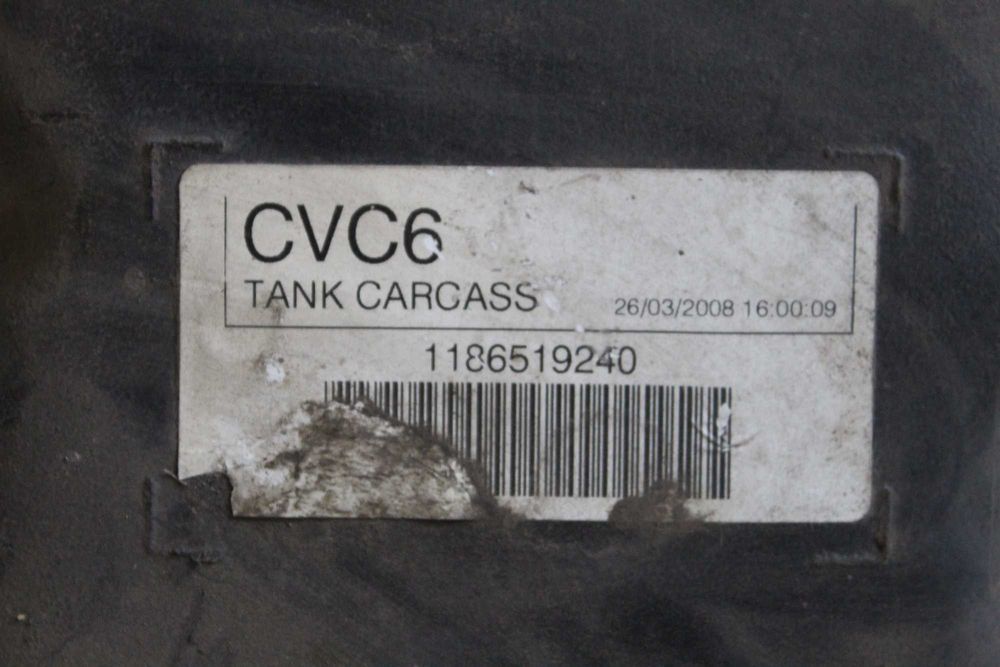 CVC6
TANK CARCASS
26/03/2008 16:00:09
1186519240